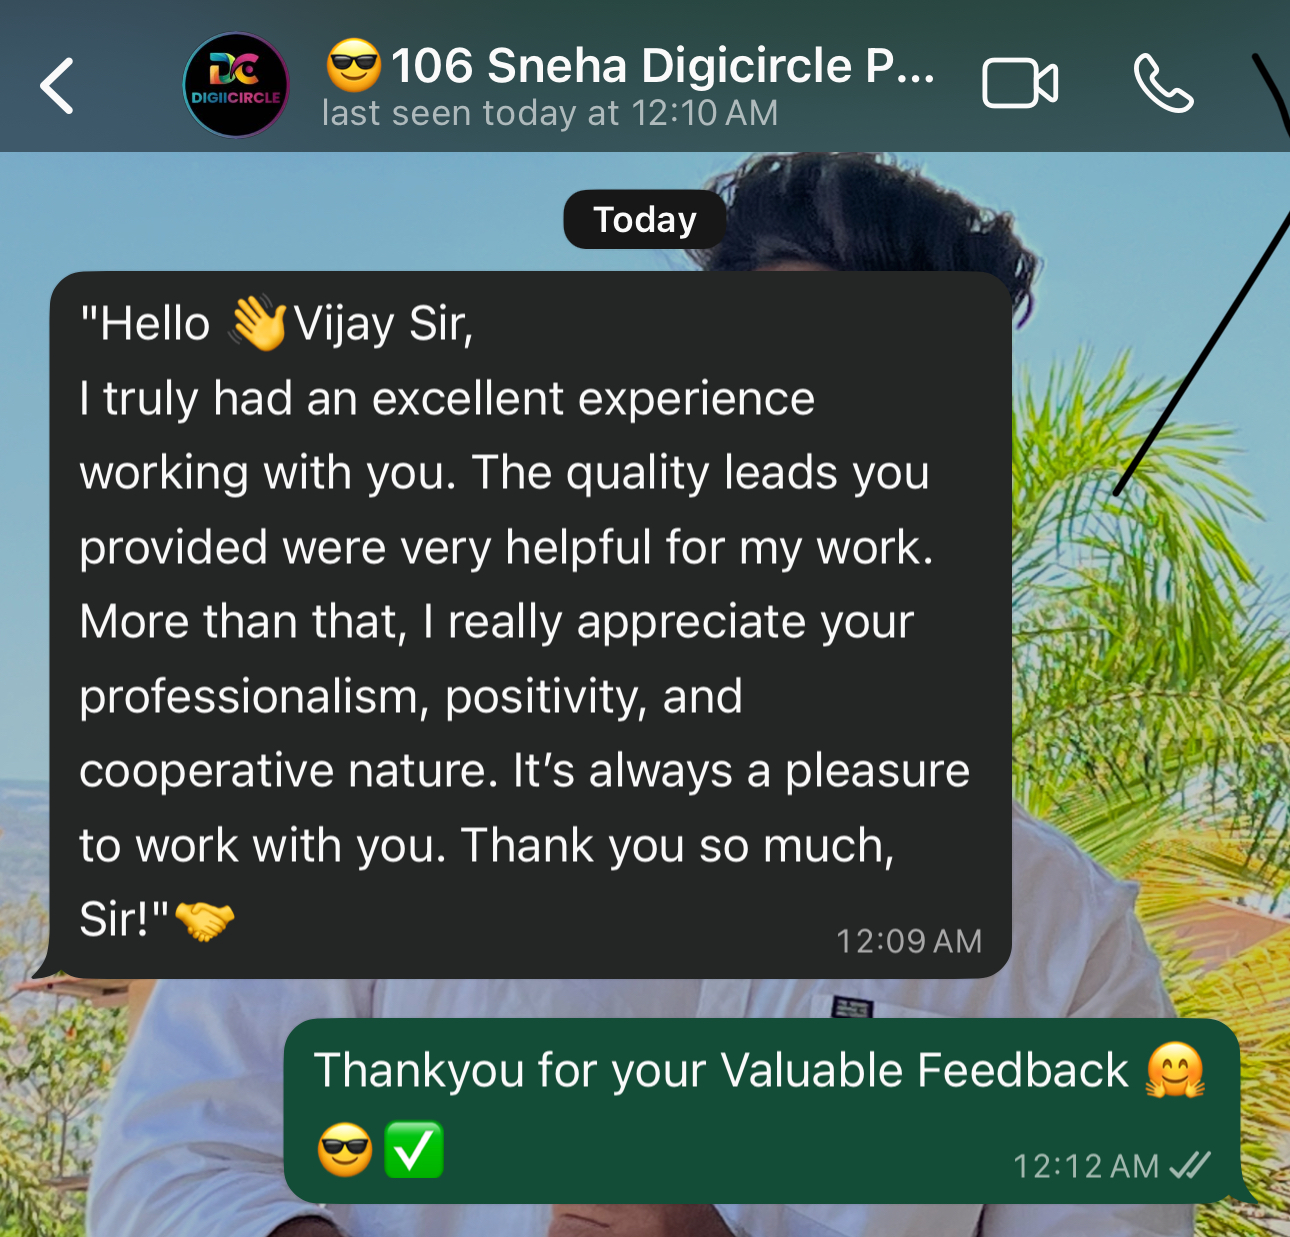 DC
DIGIICIRCLE
😎 106 Sneha Digicircle P...
last seen today at 12:10 AM
Today
"Hello 👋Vijay Sir,
I truly had an excellent experience
working with you. The quality leads you
provided were very helpful for my work.
More than that, I really appreciate your
professionalism, positivity, and
cooperative nature. It’s always a pleasure
to work with you. Thank you so much,
Sir!"🤝
12:09 AM
Thankyou for your Valuable Feedback 🤗
😎 ✅
12:12 AM